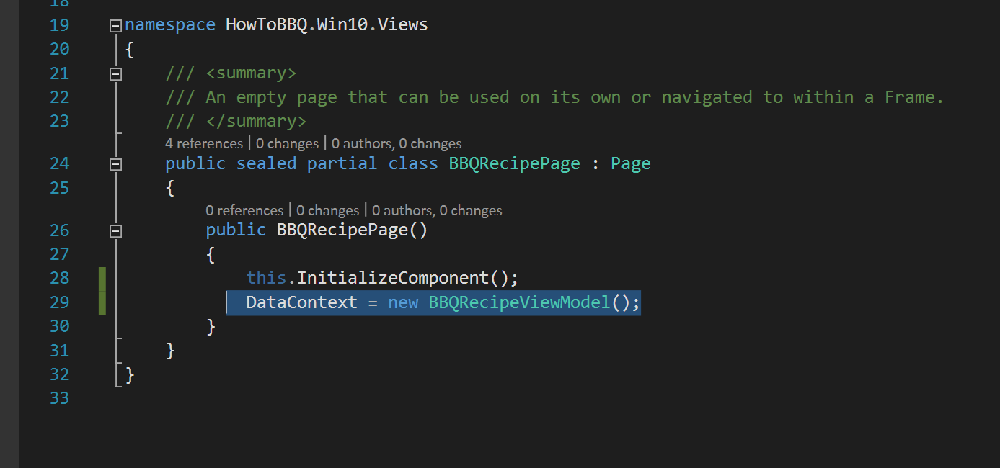 18
19 namespace HowToBBQ.Win10.Views
20 {
21 /// <summary>
22 /// An empty page that can be used on its own or navigated to within a Frame.
23 /// </summary>
4 references | 0 changes | 0 authors, 0 changes
24 public sealed partial class BBQRecipePage : Page
25 {
0 references | 0 changes | 0 authors, 0 changes
26 public BBQRecipePage()
27 {
28 this.InitializeComponent();
29 DataContext = new BBQRecipeViewModel();
30 }
31 }
32 }
33